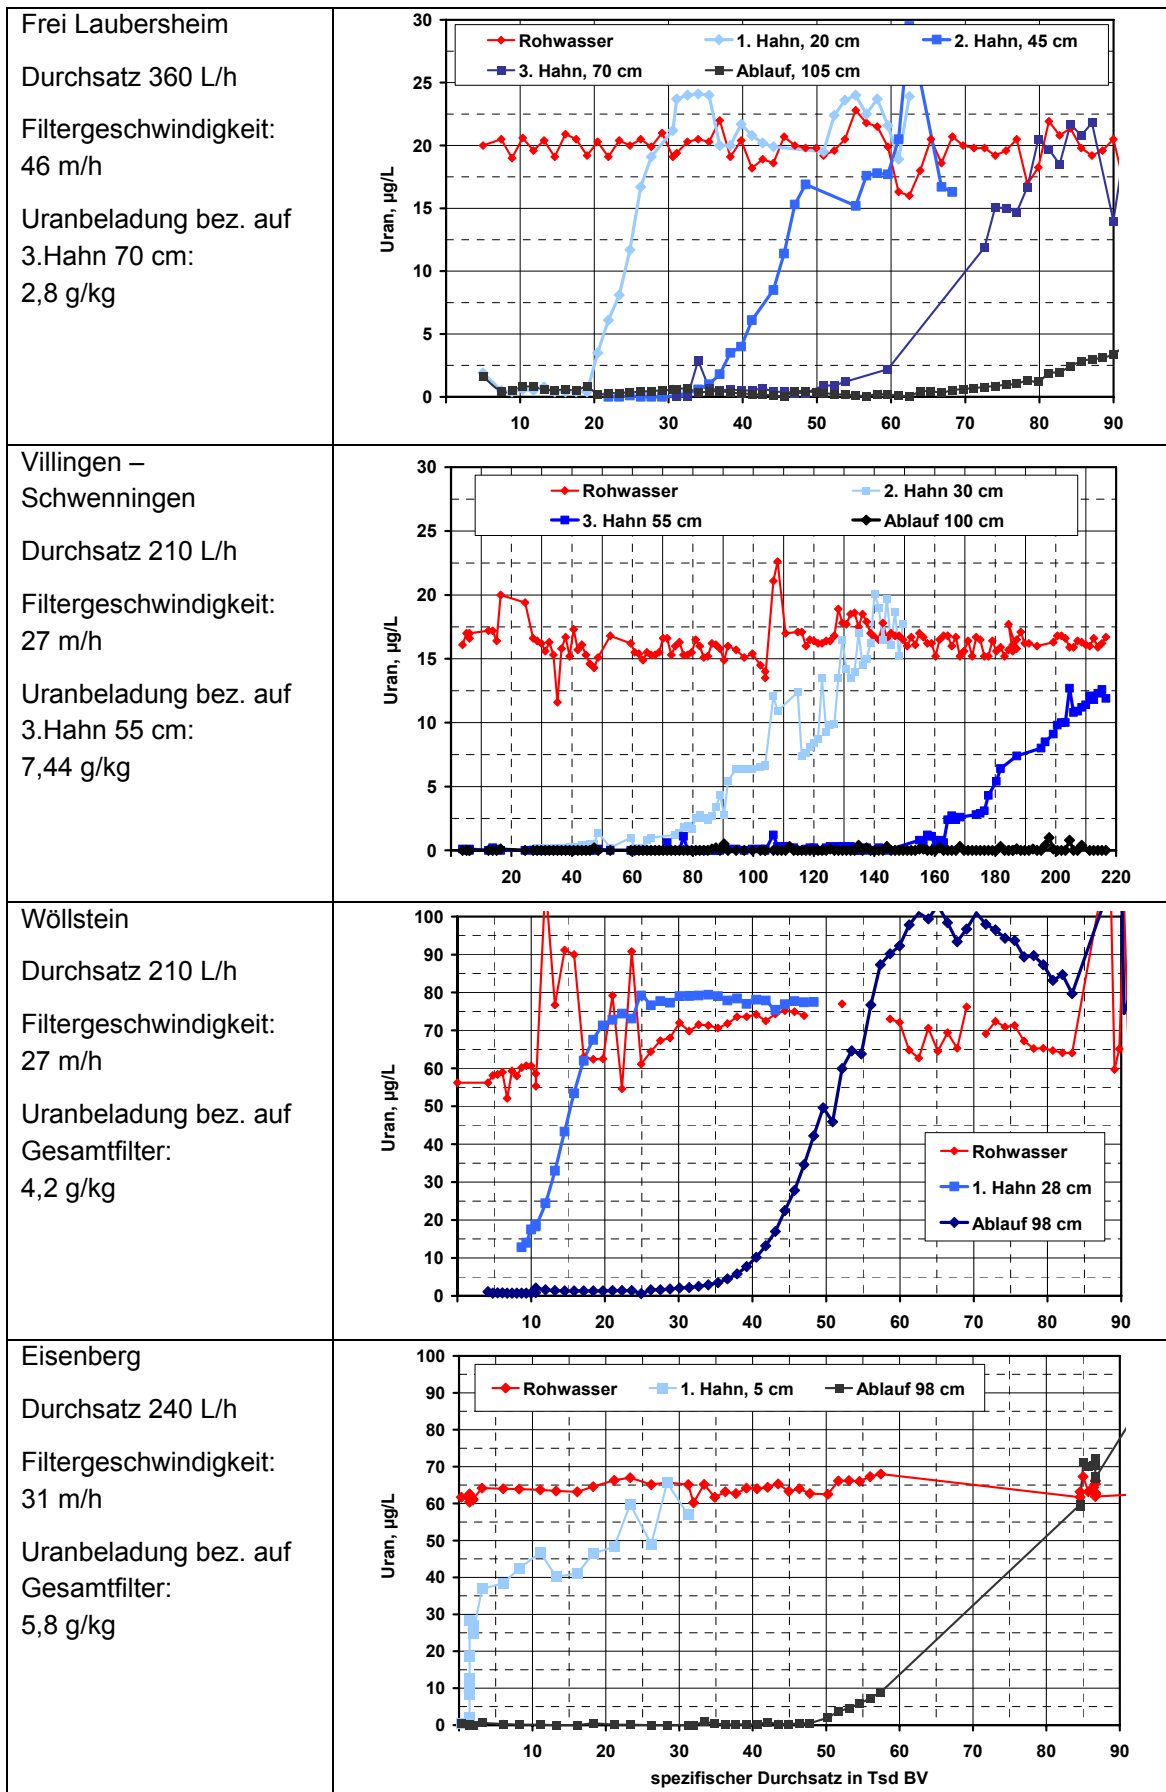 Frei Laubersheim
Durchsatz 360 L/h
Filtergeschwindigkeit:
46 m/h
Uranbeladung bez. auf
3.Hahn 70 cm:
2,8 g/kg
Rohwasser
1. Hahn, 20 cm
2. Hahn, 45 cm
3. Hahn, 70 cm
Ablauf, 105 cm
Uran, µg/L
30
25
20
15
10
5
0
10 20 30 40 50 60 70 80 90
Villingen –
Schwenningen
Durchsatz 210 L/h
Filtergeschwindigkeit:
27 m/h
Uranbeladung bez. auf
3.Hahn 55 cm:
7,44 g/kg
Rohwasser
2. Hahn 30 cm
3. Hahn 55 cm
Ablauf 100 cm
Uran, µg/L
30
25
20
15
10
5
0
20 40 60 80 100 120 140 160 180 200 220
Wöllstein
Durchsatz 210 L/h
Filtergeschwindigkeit:
27 m/h
Uranbeladung bez. auf
Gesamtfilter:
4,2 g/kg
Uran, µg/L
100
90
80
70
60
50
40
30
20
10
0
Rohwasser
1. Hahn 28 cm
Ablauf 98 cm
10 20 30 40 50 60 70 80 90
Eisenberg
Durchsatz 240 L/h
Filtergeschwindigkeit:
31 m/h
Uranbeladung bez. auf
Gesamtfilter:
5,8 g/kg
Rohwasser
1. Hahn, 5 cm
Ablauf 98 cm
Uran, µg/L
100
90
80
70
60
50
40
30
20
10
0
10 20 30 40 50 60 70 80 90
spezifischer Durchsatz in Tsd BV